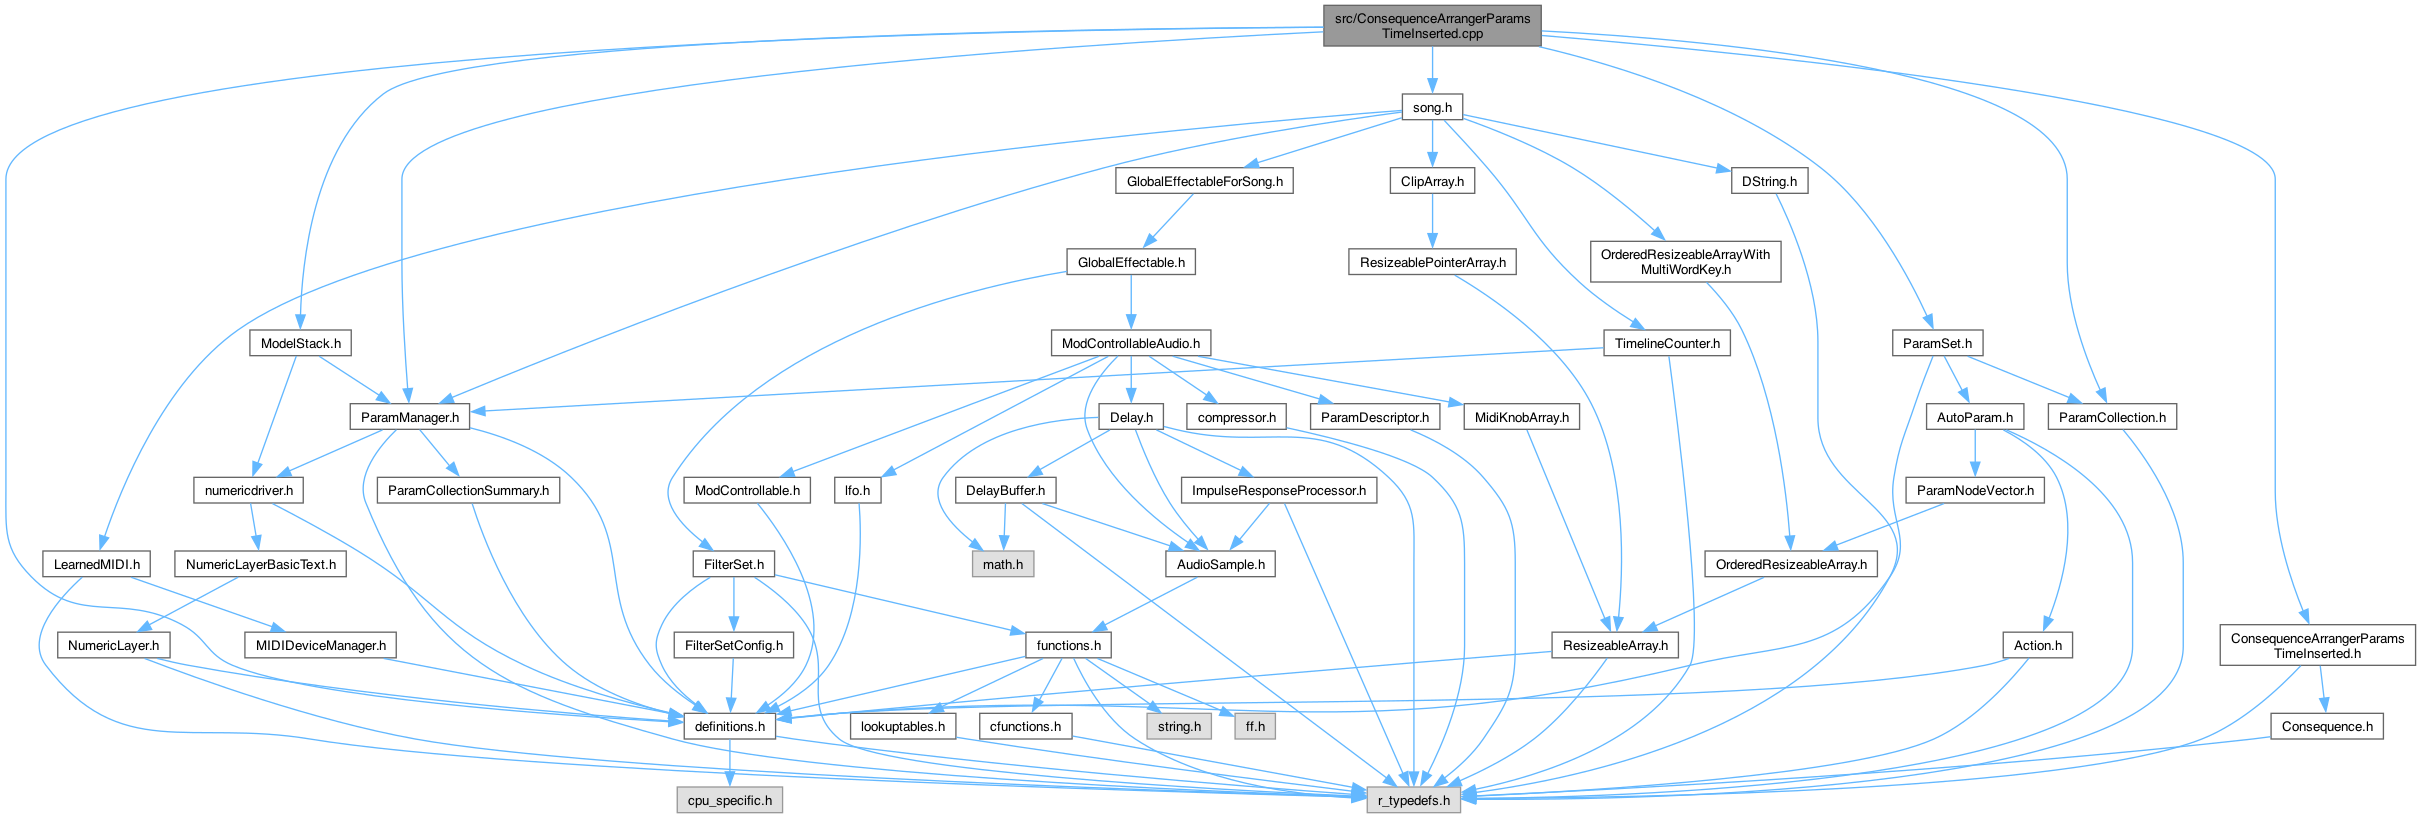 src/ConsequenceArrangerParams
TimeInserted.cpp
song.h
GlobalEffectableForSong.h
ClipArray.h
DString.h
GlobalEffectable.h
ResizeablePointerArray.h
OrderedResizeableArrayWith
MultiWordKey.h
ModelStack.h
ModControllableAudio.h
TimelineCounter.h
ParamSet.h
ParamManager.h
Delay.h
compressor.h
ParamDescriptor.h
MidiKnobArray.h
AutoParam.h
ParamCollection.h
numericdriver.h
ParamCollectionSummary.h
ModControllable.h
lfo.h
DelayBuffer.h
ImpulseResponseProcessor.h
ParamNodeVector.h
LearnedMIDI.h
NumericLayerBasicText.h
FilterSet.h
math.h
AudioSample.h
OrderedResizeableArray.h
NumericLayer.h
MIDIDeviceManager.h
FilterSetConfig.h
functions.h
ResizeableArray.h
Action.h
ConsequenceArrangerParams
TimeInserted.h
definitions.h
lookuptables.h
cfunctions.h
string.h
ff.h
Consequence.h
cpu_specific.h
r_typedefs.h